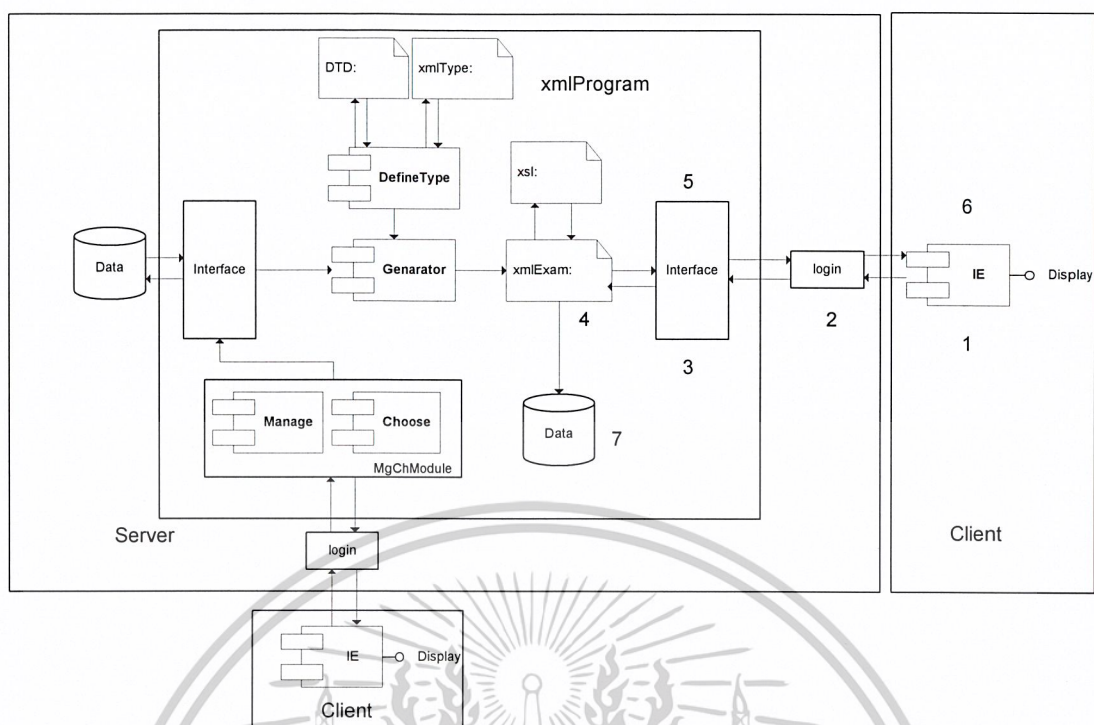 DTD:
xmlType:
xmlProgram
DefineType
xsl:
5
6
Data
Interface
Genarator
xmlExam:
Interface
login
IE
Display
4
2
1
3
Manage
Choose
Data
7
MgChModule
Server
login
Client
IE
Display
Client